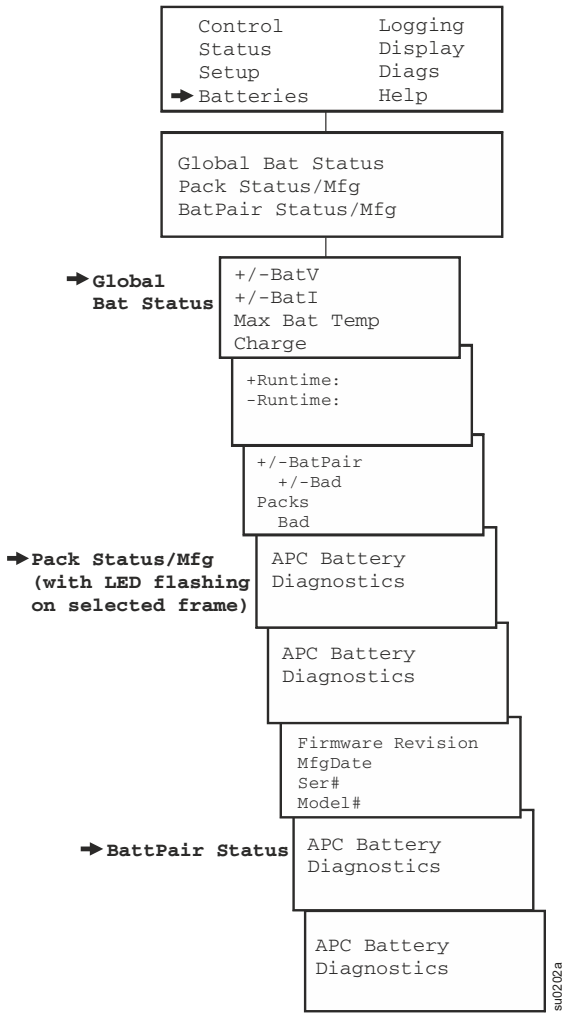 Control Logging
Status Display
Setup Diags
Batteries Help
Global Bat Status
Pack Status/Mfg
BatPair Status/Mfg
Global
Bat Status
+/-BatV
+/-BatI
Max Bat Temp
Charge
+Runtime:
-Runtime:
+/-BatPair
+/-Bad
Packs
Bad
Pack Status/Mfg
(with LED flashing
on selected frame)
APC Battery
Diagnostics
APC Battery
Diagnostics
Firmware Revision
MfgDate
Ser#
Model#
BattPair Status
APC Battery
Diagnostics
APC Battery
Diagnostics
su0202a